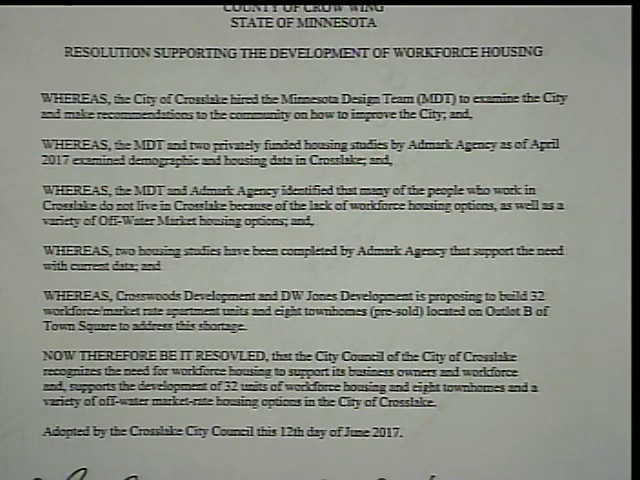 COUNTY OF CROW WING
STATE OF MINNESOTA
RESOLUTION SUPPORTING THE DEVELOPMENT OF WORKFORCE HOUSING
WHEREAS, the City of Crosslake hired the Minnesota Design Team (MDT) to examine the City
and make recommendations to the community on how to improve the City; and,
WHEREAS, the MDT and two privately funded housing studies by Admark Agency as of April
2017 examined demographic and housing data in Crosslake; and,
WHEREAS, the MDT and Admark Agency identified that many of the people who work in
Crosslake do not live in Crosslake because of the lack of workforce housing options, as well as a
variety of Off-Water Market housing options; and,
WHEREAS, two housing studies have been completed by Admark Agency that support the need
with current data; and
WHEREAS, Crosswoods Development and DW Jones Development is proposing to build 32
workforce/market rate apartment units and eight townhomes (pre-sold) located on Outlot B of
Town Square to address this shortage.
NOW THEREFORE BE IT RESOVLED, that the City Council of the City of Crosslake
recognizes the need for workforce housing to support its business owners and workforce
and, supports the development of 32 units of workforce housing and eight townhomes and a
variety of off-water market-rate housing options in the City of Crosslake.
Adopted by the Crosslake City Council this 12th day of June 2017.